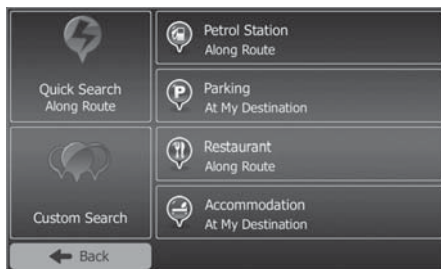 Quick Search
Along Route
Custom Search
Back
Petrol Station
Along Route
Parking
At My Destination
Restaurant
Along Route
Accommodation
At My Destination